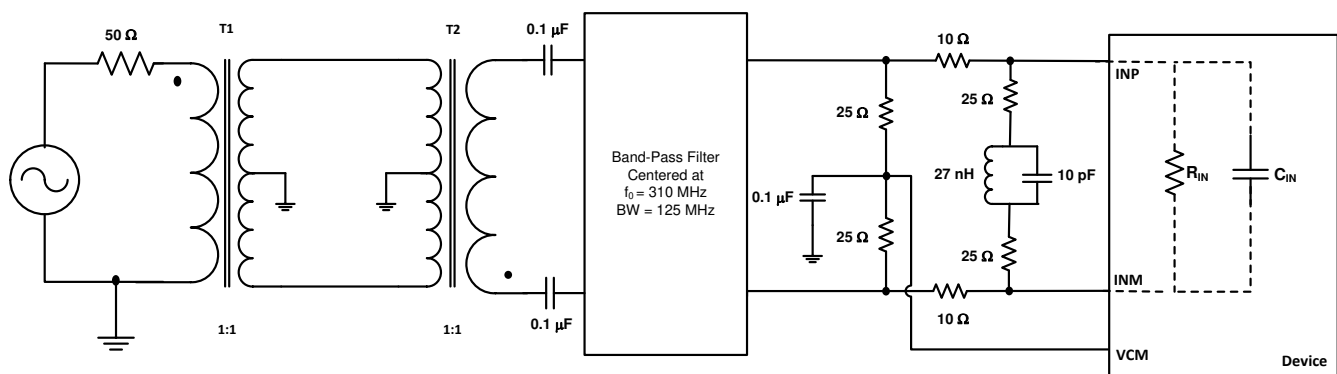 50 Ω
T1
T2
0.1 µF
0.1 µF
1:1
1:1
Band-Pass Filter
Centered at
f0 = 310 MHz
BW = 125 MHz
25 Ω
0.1 µF
25 Ω
10 Ω
25 Ω
27 nH
10 pF
25 Ω
10 Ω
INP
INM
VCM
RIN
CIN
Device